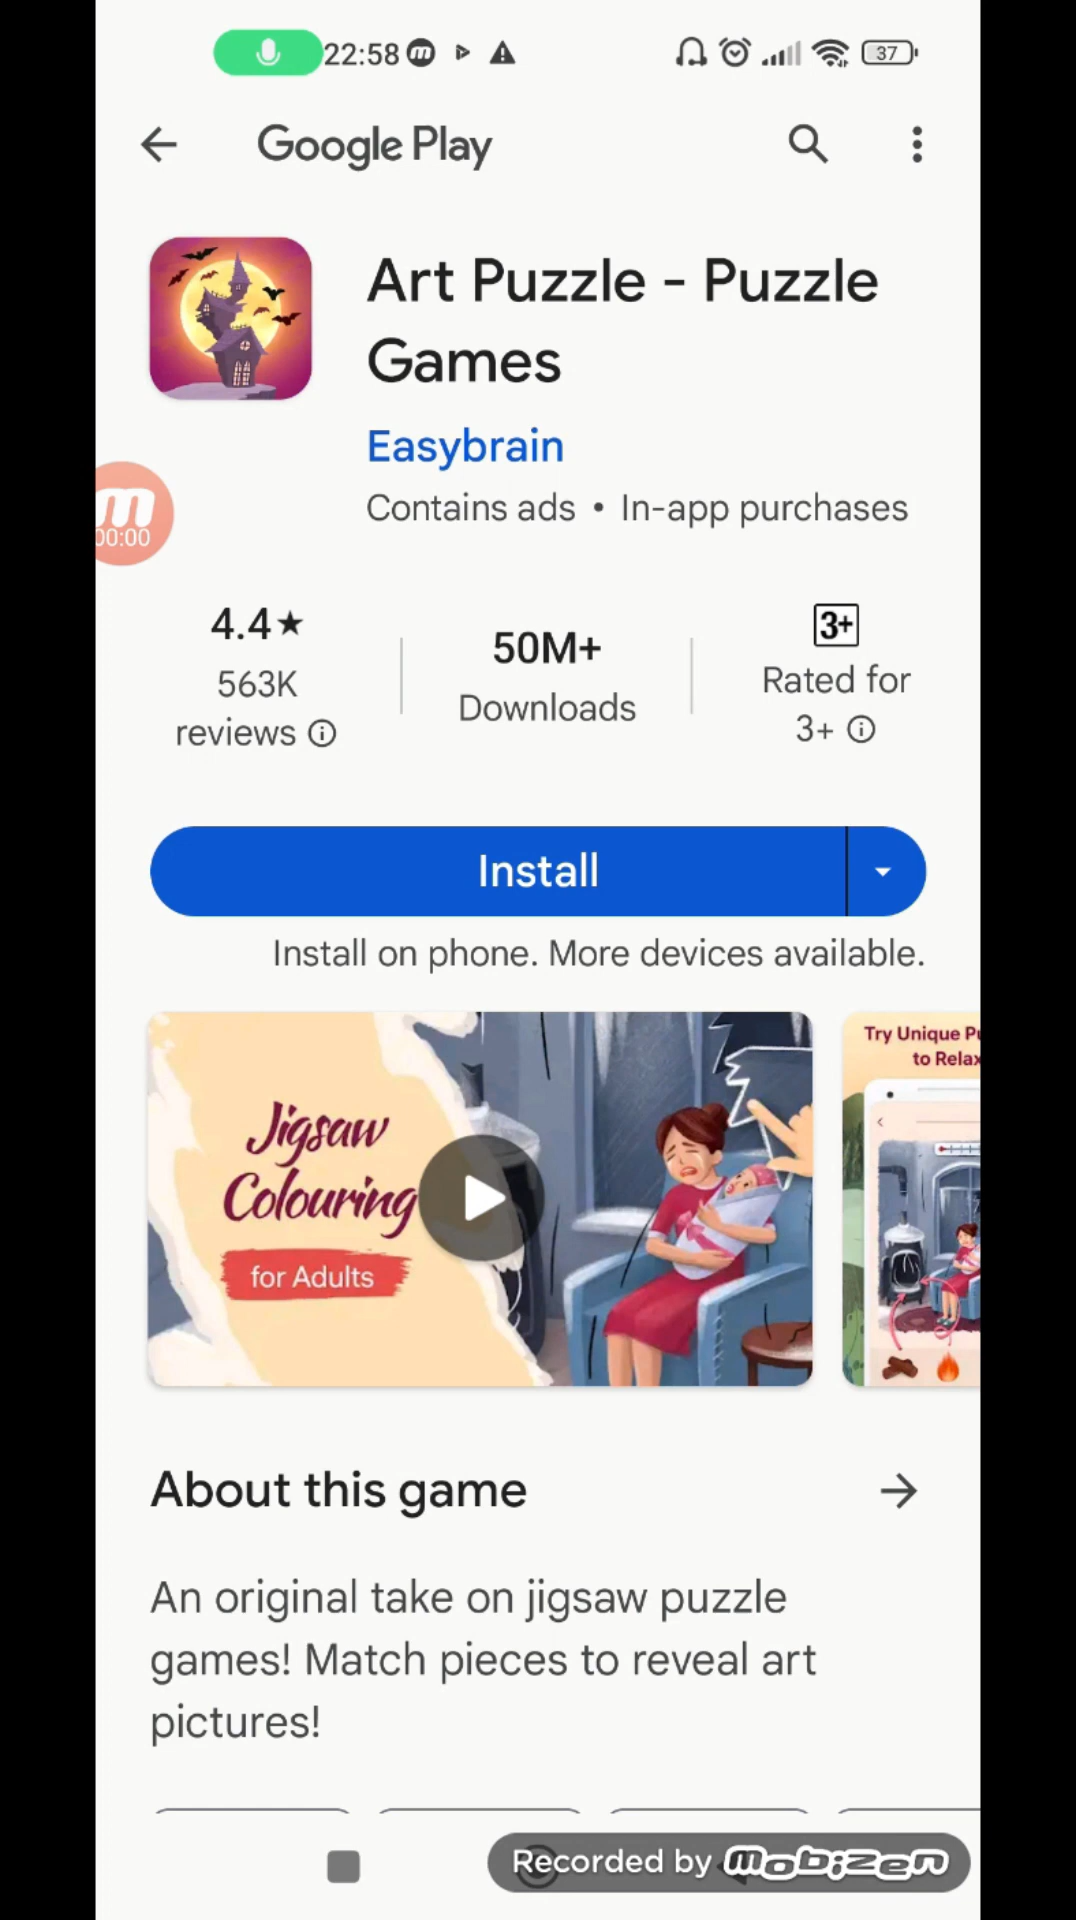 22:58
37
Google Play
Art Puzzle - Puzzle
Games
Easybrain
Contains ads • In-app purchases
m
00:00
4.4★
563K
reviews
50M+
Downloads
3+
Rated for
3+
Install
Install on phone. More devices available.
Jigsaw
Colouring
for Adults
Try Unique
to Relax
About this game
An original take on jigsaw puzzle
games! Match pieces to reveal art
pictures!
Recorded by mobizen